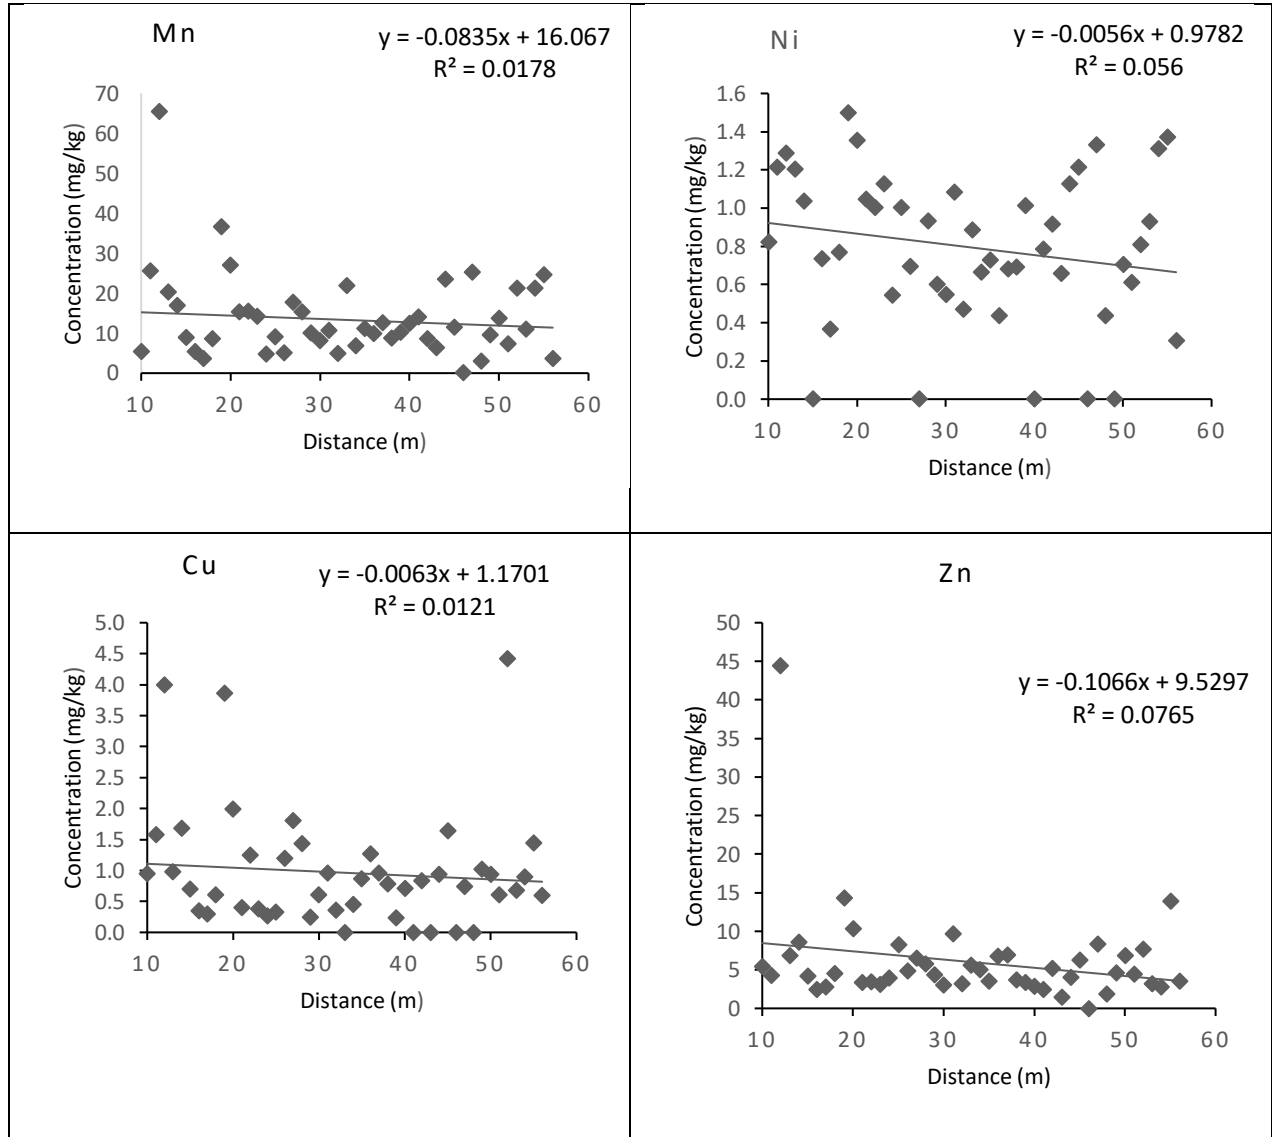 Mn
y = -0.0835x + 16.067
R² = 0.0178
Concentration (mg/kg)
70
60
50
40
30
20
10
0
10 20 30 40 50 60
Distance (m)
Ni
y = -0.0056x + 0.9782
R² = 0.056
Concentration (mg/kg)
1.6
1.4
1.2
1.0
0.8
0.6
0.4
0.2
0.0
10 20 30 40 50 60
Distance (m)
Cu
y = -0.0063x + 1.1701
R² = 0.0121
Concentration (mg/kg)
5.0
4.5
4.0
3.5
3.0
2.5
2.0
1.5
1.0
0.5
0.0
10 20 30 40 50 60
Distance (m)
Zn
y = -0.1066x + 9.5297
R² = 0.0765
Concentration (mg/kg)
50
45
40
35
30
25
20
15
10
5
0
10 20 30 40 50 60
Distance (m)